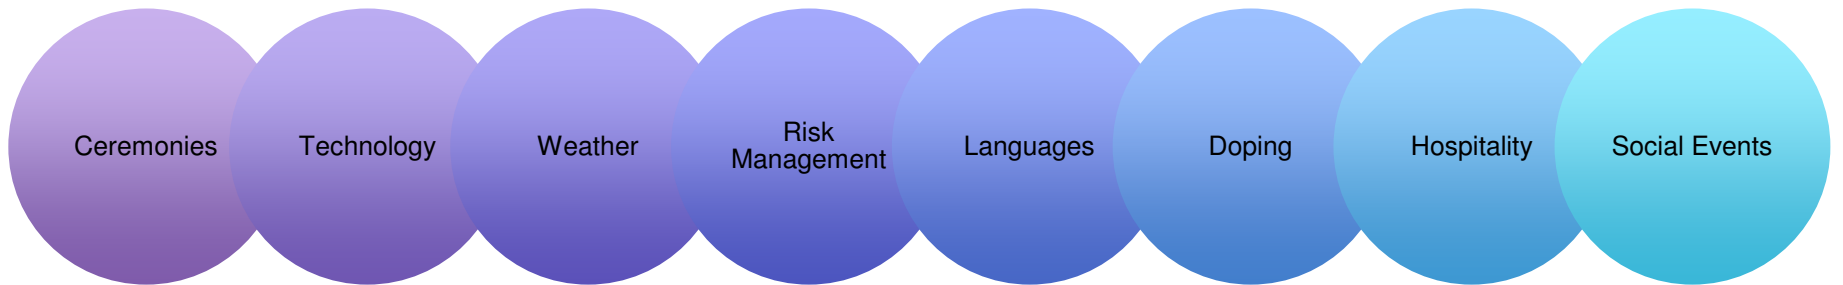 Ceremonies
Technology
Weather
Risk
Management
Languages
Doping
Hospitality
Social Events